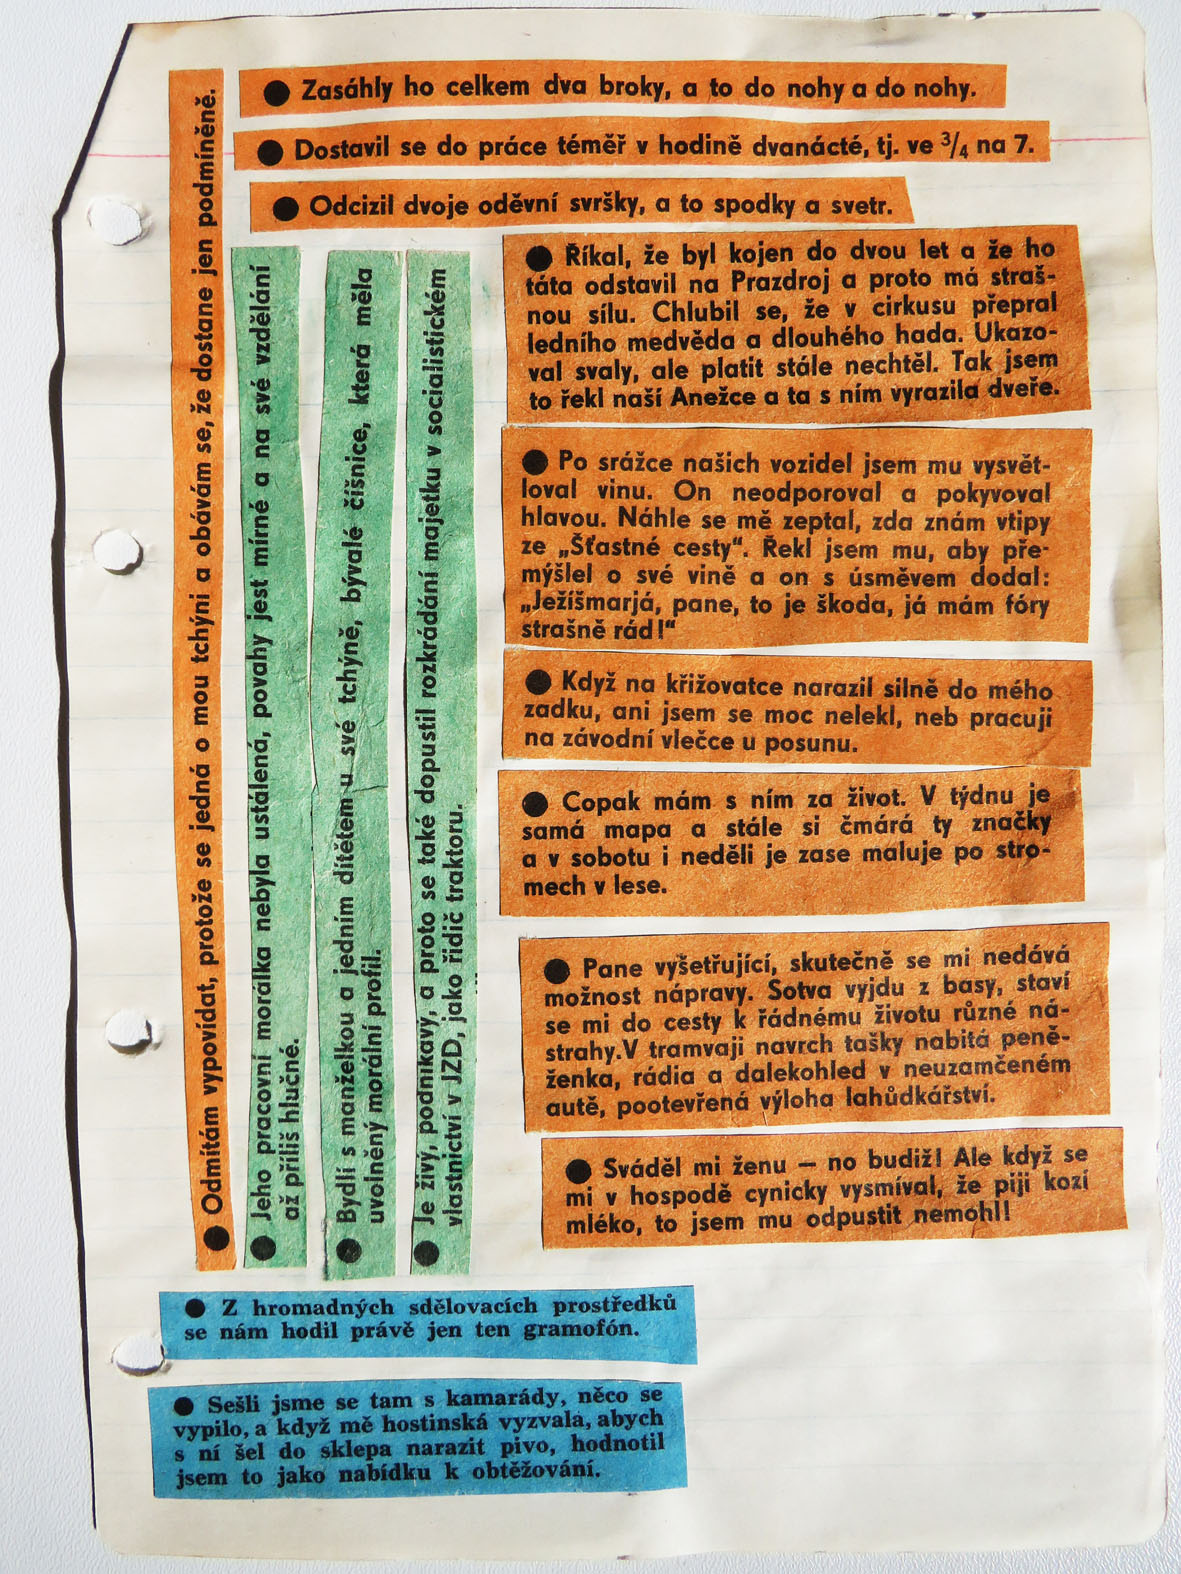 ● Zasáhly ho celkem dva broky, a to do nohy a do nohy.
● Dostavil se do práce téměř v hodině dvanácté, tj. ve 3/4 na 7.
● Odcizil dvoje oděvní svršky, a to spodky a svetr.
● Odmítám vypovídat, protože se jedná o mou tchýni a obávám se, že dostane jen podmíněně.
● Jeho pracovní morálka nebyla ustálená, povahy jest mírné a na své vzdělání
až příliš hlučné.
● Bydlí s manželkou a jedním dítětem u své tchýně, bývalé číšnice, která měla
uvolněný morální profil.
● Je živý, podnikavý, a proto se také dopustil rozkrádání majetku v socialistickém
vlastnictví v JZD, jako řidič traktoru.
● Říkal, že byl kojen do dvou let a že ho
táta odstavil na Prazdroj a proto má straš-
nou sílu. Chlubil se, že v cirkusu přepral
ledního medvěda a dlouhého hada. Ukazo-
val svaly, ale platit stále nechtěl. Tak jsem
to řekl naší Anežce a ta s ním vyrazila dveře.
● Po srážce našich vozidel jsem mu vysvět-
loval vinu. On neodporoval a pokyvoval
hlavou. Náhle se mě zeptal, zda znám vtipy
ze „Šťastné cesty“. Řekl jsem mu, aby pře-
mýšlel o své vině a on s úsměvem dodal:
„Ježíšmarjá, pane, to je škoda, já mám fóry
strašně rád!“
● Když na křižovatce narazil silně do mého
zadku, ani jsem se moc nelekl, neb pracuji
na závodní vlečce u posunu.
● Copak mám s ním za život. V týdnu je
samá mapa a stále si čmárá ty značky
a v sobotu i neděli je zase maluje po stro-
mech v lese.
● Pane vyšetřující, skutečně se mi nedává
možnost nápravy. Sotva vyjdu z basy, staví
se mi do cesty k řádnému životu různé ná-
strahy. V tramvaji navrch tašky nabitá peně-
ženka, rádia a dalekohled v neuzamčeném
autě, pootevřená výloha lahůdkářství.
● Sváděl mi ženu — no budiž! Ale když se
mi v hospodě cynicky vysmíval, že piji kozí
mléko, to jsem mu odpustit nemohl!
● Z hromadných sdělovacích prostředků
se nám hodil právě jen ten gramofón.
● Sešli jsme se tam s kamarády, něco se
vypilo, a když mě hostinská vyzvala, abych
s ní šel do sklepa narazit pivo, hodnotil
jsem to jako nabídku k obtěžování.